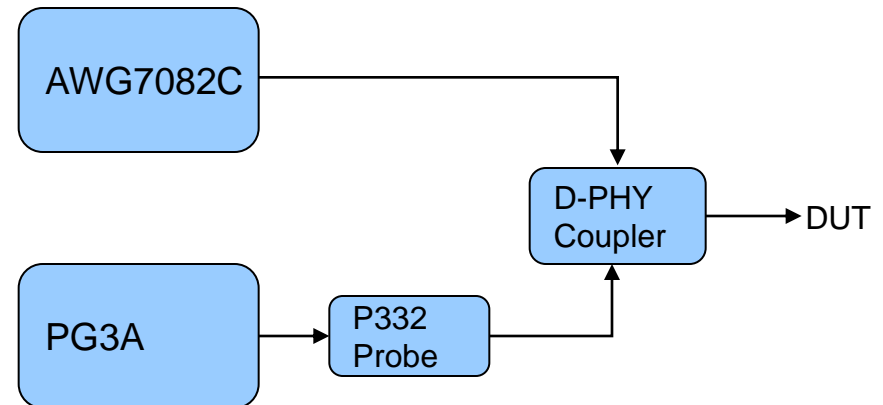 AWG7082C
D-PHY
Coupler
DUT
PG3A
P332
Probe